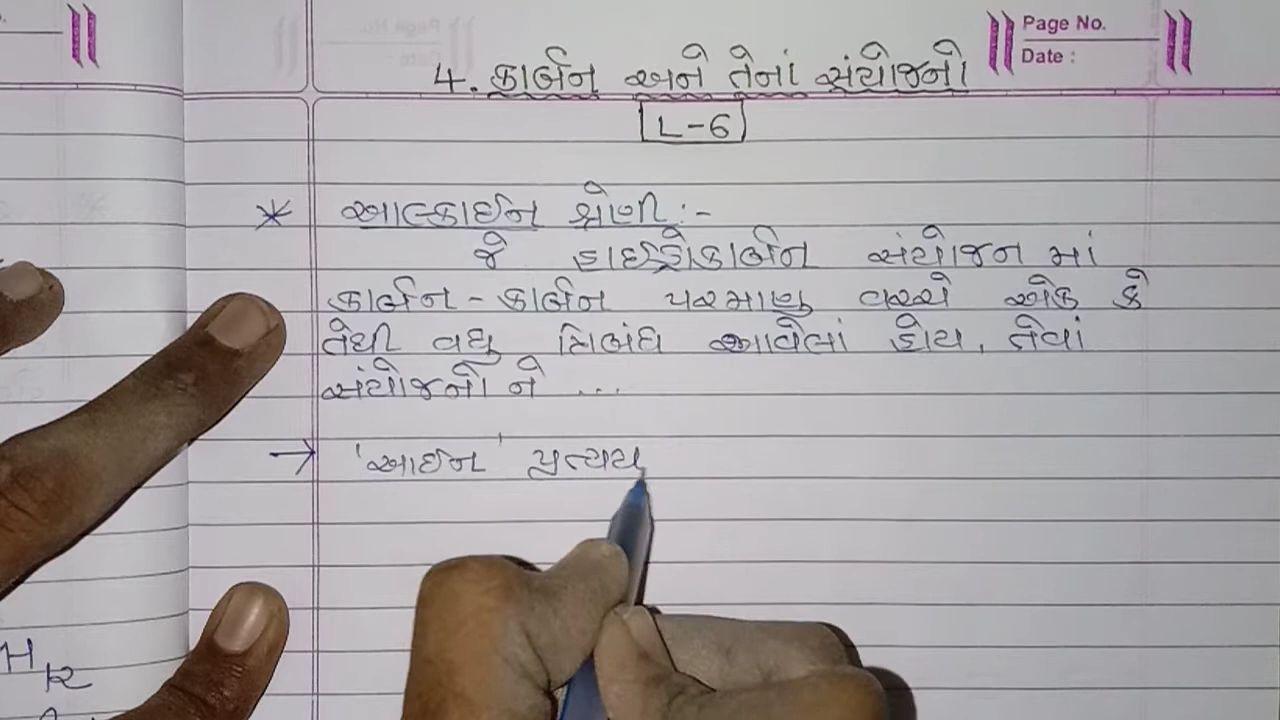 Page No.
Date :
4. કાર્બન અને તેનાં સંયોજનો
L-6
* આલ્કાઈન શ્રેણી :-
જે હાઈડ્રોકાર્બન સંયોજન માં
કાર્બન - કાર્બન પરમાણુ વચ્ચે એક કે
તેથી વધુ ત્રિબંધ આવેલાં હોય, તેવાં
સંયોજનો ને ...
→ 'આઈન' પ્રત્યય
H